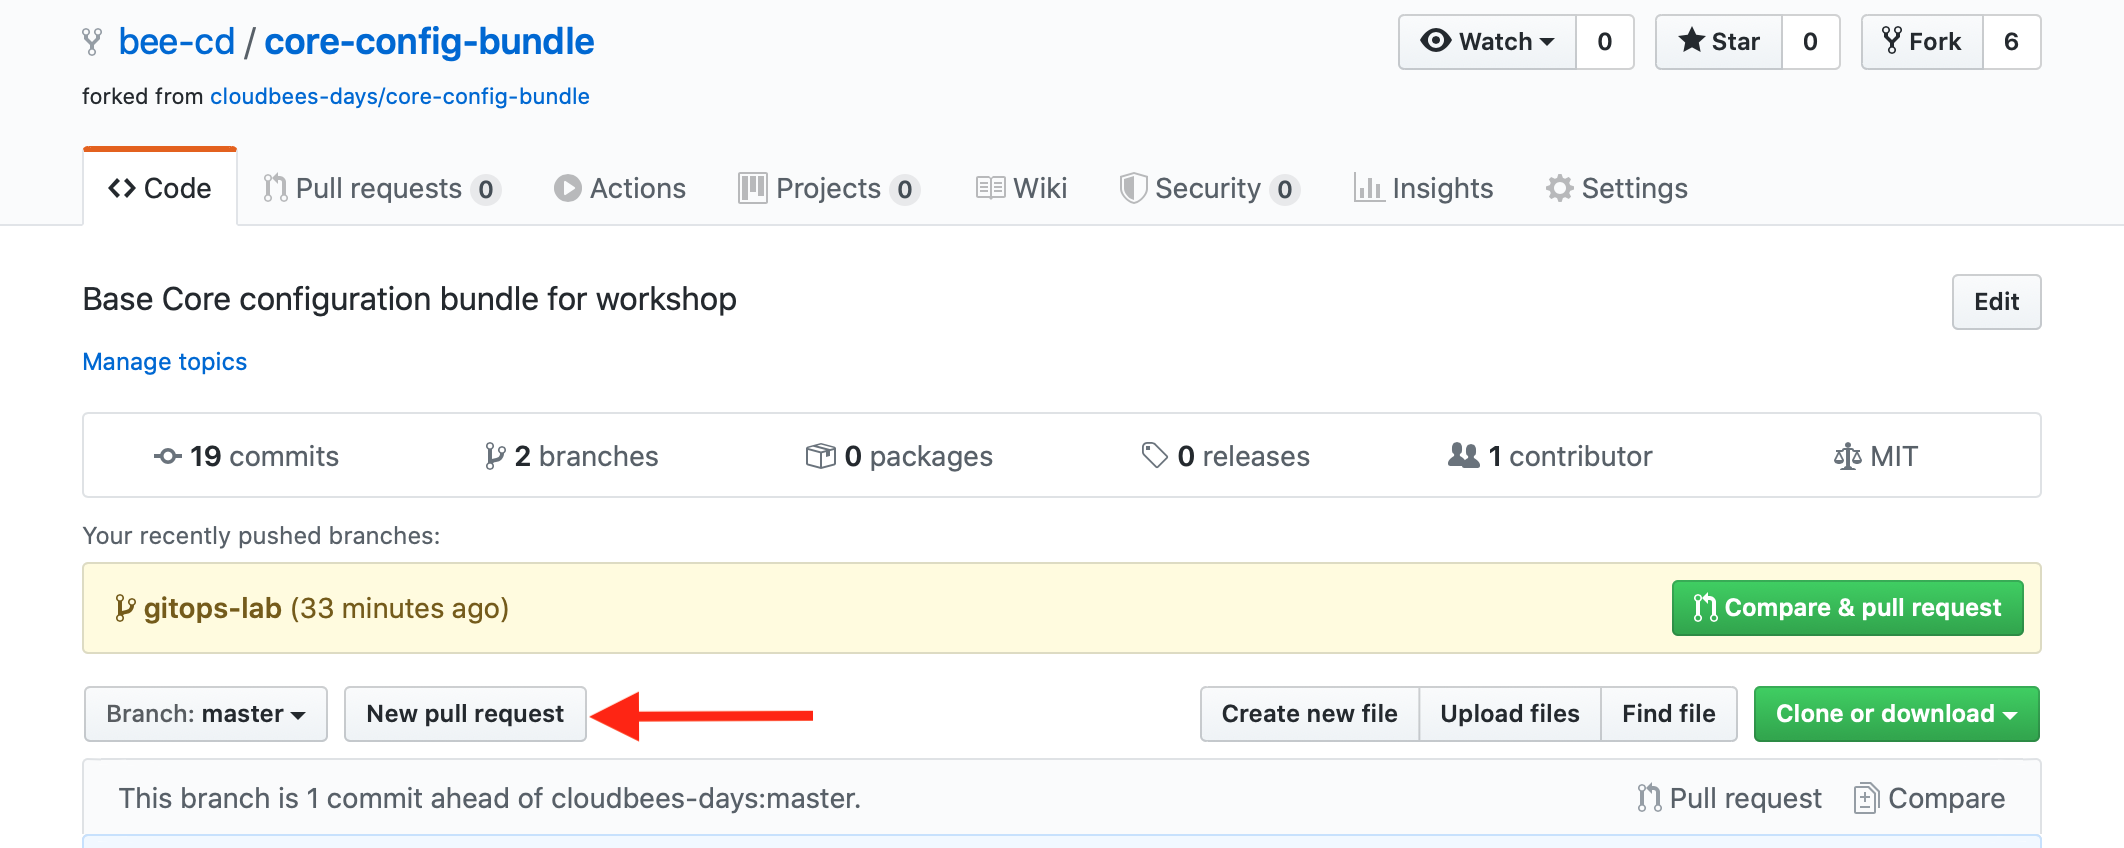 bee-cd / core-config-bundle
Watch 0 Star 0 Fork 6
forked from cloudbees-days/core-config-bundle
Code Pull requests 0 Actions Projects 0 Wiki Security 0 Insights Settings
Base Core configuration bundle for workshop
Edit
Manage topics
19 commits 2 branches 0 packages 0 releases 1 contributor MIT
Your recently pushed branches:
gitops-lab (33 minutes ago) Compare & pull request
Branch: master New pull request Create new file Upload files Find file Clone or download
This branch is 1 commit ahead of cloudbees-days:master. Pull request Compare